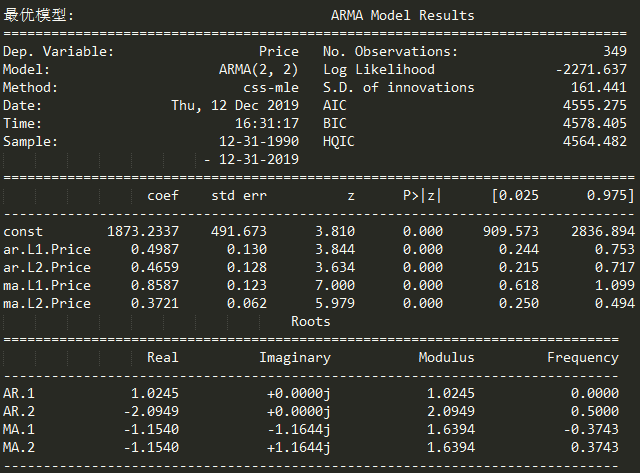 最优模型:                              ARMA Model Results
==============================================================================
Dep. Variable:                  Price   No. Observations:                  349
Model:                     ARMA(2, 2)   Log Likelihood               -2271.637
Method:                       css-mle   S.D. of innovations            161.441
Date:                Thu, 12 Dec 2019   AIC                           4555.275
Time:                        16:31:17   BIC                           4578.405
Sample:                    12-31-1990   HQIC                          4564.482
                         - 12-31-2019
==============================================================================
                  coef    std err          z      P>|z|      [0.025      0.975]
------------------------------------------------------------------------------
const        1873.2337    491.673      3.810      0.000     909.573    2836.894
ar.L1.Price     0.4987      0.130      3.844      0.000       0.244       0.753
ar.L2.Price     0.4659      0.128      3.634      0.000       0.215       0.717
ma.L1.Price     0.8587      0.123      7.000      0.000       0.618       1.099
ma.L2.Price     0.3721      0.062      5.979      0.000       0.250       0.494
                                    Roots
=============================================================================
                  Real          Imaginary           Modulus         Frequency
-----------------------------------------------------------------------------
AR.1            1.0245           +0.0000j            1.0245            0.0000
AR.2           -2.0949           +0.0000j            2.0949            0.5000
MA.1           -1.1540           -1.1644j            1.6394           -0.3743
MA.2           -1.1540           +1.1644j            1.6394            0.3743
-----------------------------------------------------------------------------